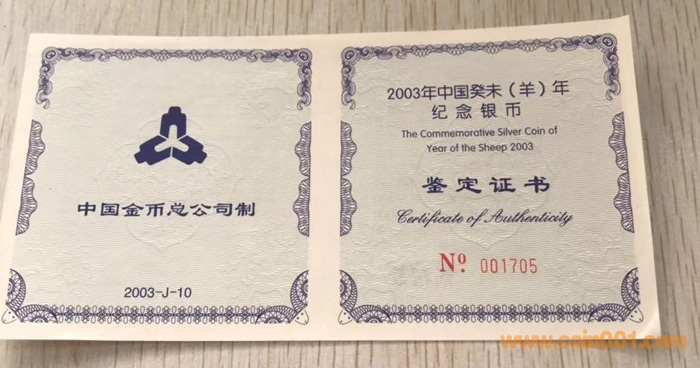 中国金币总公司制
2003-J-10
2003年中国癸未（羊）年
纪念银币
The Commemorative Silver Coin of
Year of the Sheep 2003
鉴定证书
Certificate of Authenticity
Nº 001705
www.coin001.com